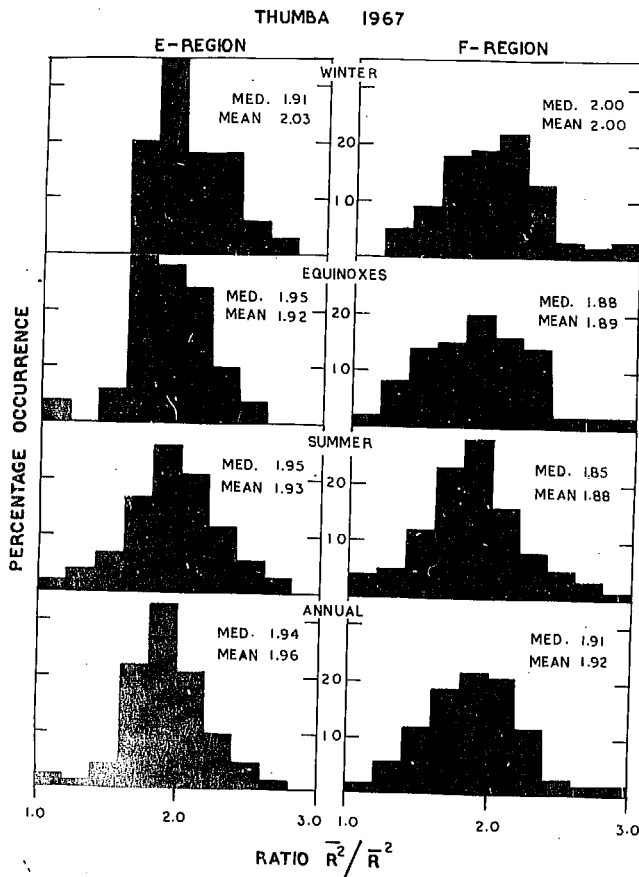 THUMBA 1967
E-REGION F-REGION
WINTER
MED. 1.91
MEAN 2.03
MED. 2.00
MEAN 2.00
20
10
EQUINOXES
MED. 1.95
MEAN 1.92
MED. 1.88
MEAN 1.89
20
10
SUMMER
MED. 1.95
MEAN 1.93
MED. 1.85
MEAN 1.88
20
10
ANNUAL
MED. 1.94
MEAN 1.96
MED. 1.91
MEAN 1.92
20
10
PERCENTAGE OCCURRENCE
1.0 2.0 3.0 1.0 2.0 3.0
RATIO R̅²/R̅²